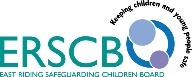 Keeping children and young people safe
ERSCB
EAST RIDING SAFEGUARDING CHILDREN BOARD